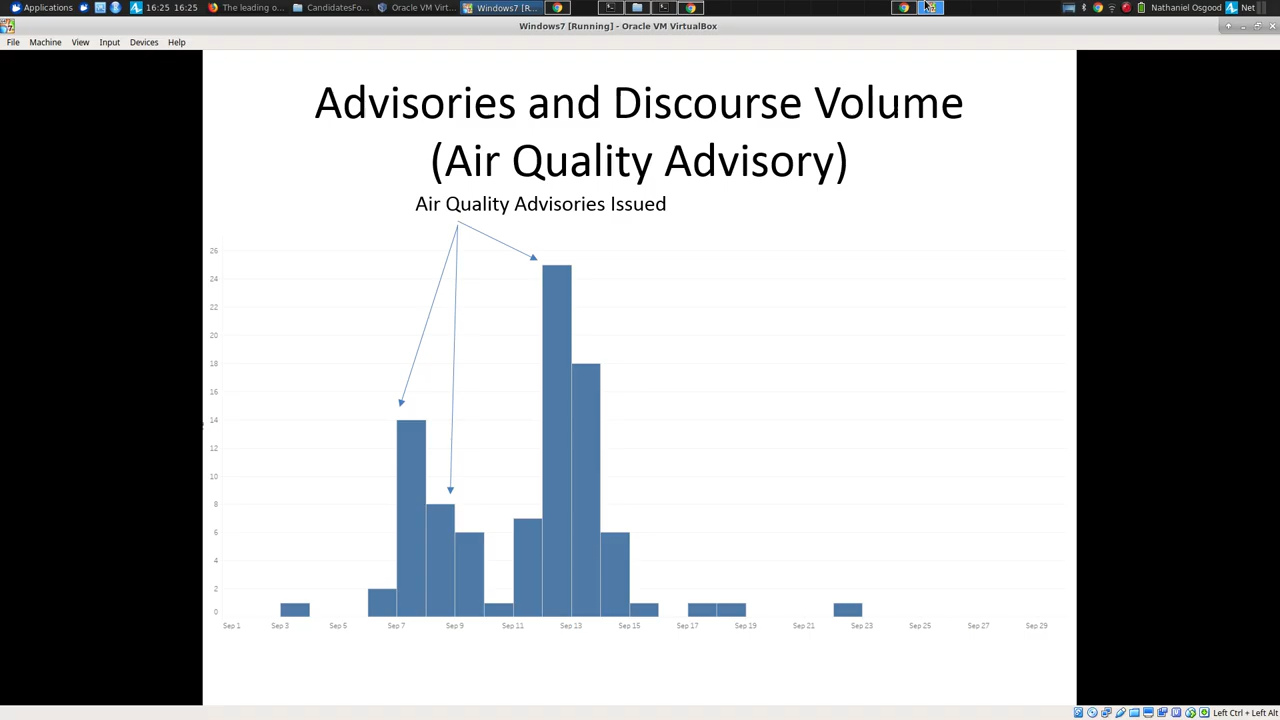 Applications
16:25 16:25
The leading o...
CandidatesFo...
Oracle VM Virt...
Windows7 [R...
Nathaniel Osgood
Net
Windows7 [Running] - Oracle VM VirtualBox
File Machine View Input Devices Help
Advisories and Discourse Volume
(Air Quality Advisory)
Air Quality Advisories Issued
26
24
22
20
18
16
14
12
10
8
6
4
2
0
Sep 1 Sep 3 Sep 5 Sep 7 Sep 9 Sep 11 Sep 13 Sep 15 Sep 17 Sep 19 Sep 21 Sep 23 Sep 25 Sep 27 Sep 29
Left Ctrl + Left Alt